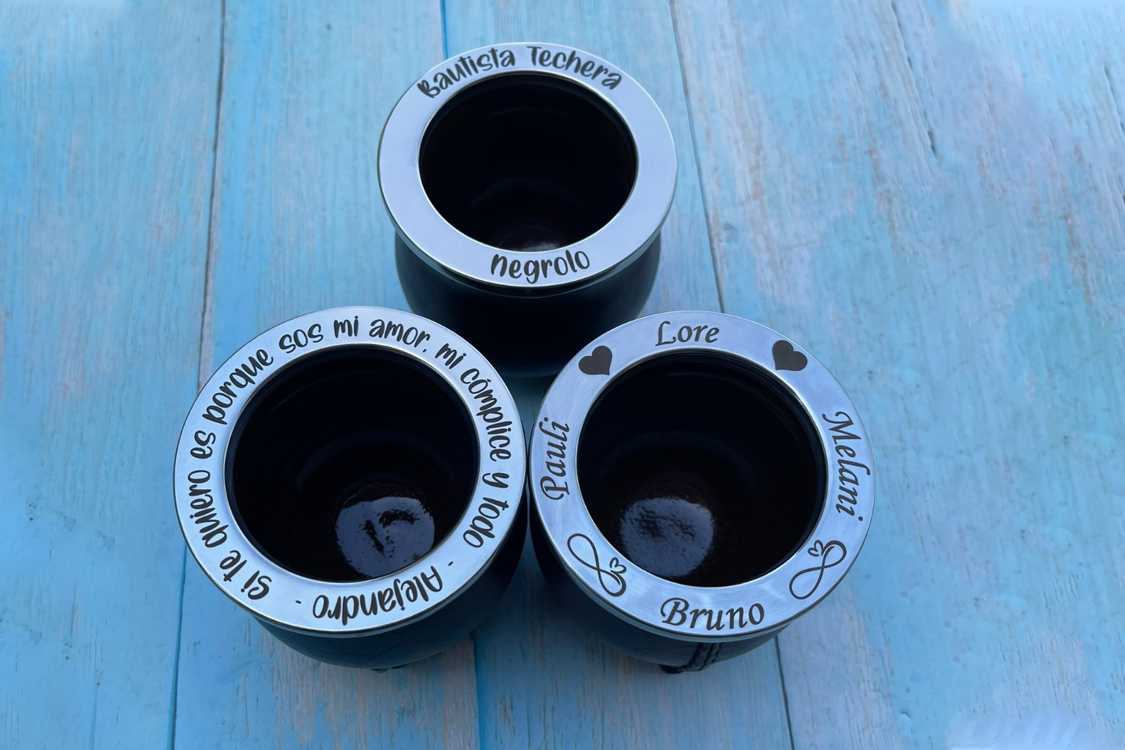 Bautista Techera
negrolo
Si te quiero es porque sos mi amor, mi cómplice y todo
- Alejandro -
Lore
Melani
Bruno
Pauli